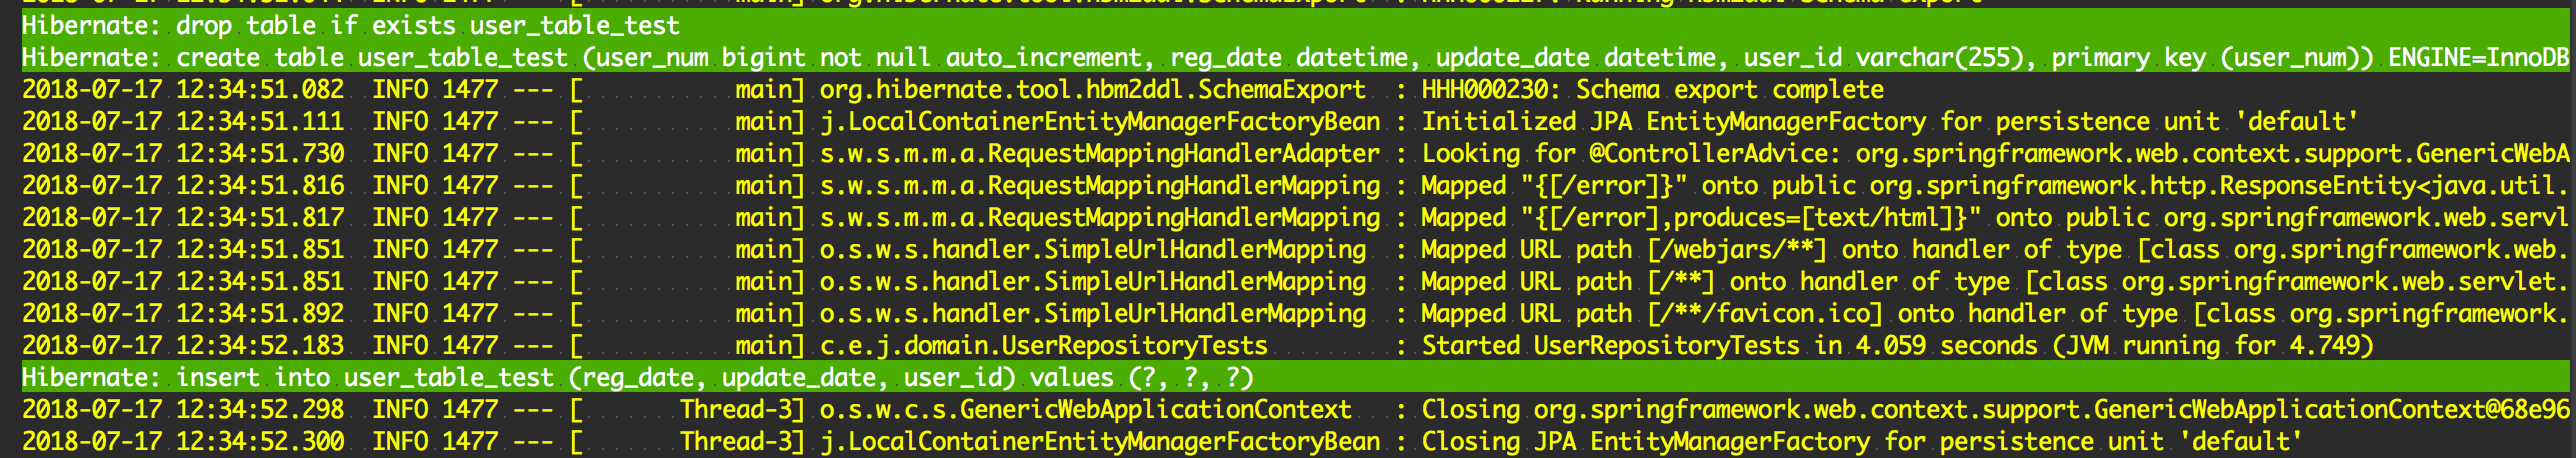 Hibernate: drop table if exists user_table_test
Hibernate: create table user_table_test (user_num bigint not null auto_increment, reg_date datetime, update_date datetime, user_id varchar(255), primary key (user_num)) ENGINE=InnoDB
2018-07-17 12:34:51.082  INFO 1477 --- [           main] org.hibernate.tool.hbm2ddl.SchemaExport  : HHH000230: Schema export complete
2018-07-17 12:34:51.111  INFO 1477 --- [           main] j.LocalContainerEntityManagerFactoryBean : Initialized JPA EntityManagerFactory for persistence unit 'default'
2018-07-17 12:34:51.730  INFO 1477 --- [           main] s.w.s.m.m.a.RequestMappingHandlerAdapter : Looking for @ControllerAdvice: org.springframework.web.context.support.GenericWebA
2018-07-17 12:34:51.816  INFO 1477 --- [           main] s.w.s.m.m.a.RequestMappingHandlerMapping : Mapped "{[/error]}" onto public org.springframework.http.ResponseEntity<java.util.
2018-07-17 12:34:51.817  INFO 1477 --- [           main] s.w.s.m.m.a.RequestMappingHandlerMapping : Mapped "{[/error],produces=[text/html]}" onto public org.springframework.web.servl
2018-07-17 12:34:51.851  INFO 1477 --- [           main] o.s.w.s.handler.SimpleUrlHandlerMapping  : Mapped URL path [/webjars/**] onto handler of type [class org.springframework.web.
2018-07-17 12:34:51.851  INFO 1477 --- [           main] o.s.w.s.handler.SimpleUrlHandlerMapping  : Mapped URL path [/**] onto handler of type [class org.springframework.web.servlet.
2018-07-17 12:34:51.892  INFO 1477 --- [           main] o.s.w.s.handler.SimpleUrlHandlerMapping  : Mapped URL path [/**/favicon.ico] onto handler of type [class org.springframework.
2018-07-17 12:34:52.183  INFO 1477 --- [           main] c.e.j.domain.UserRepositoryTests         : Started UserRepositoryTests in 4.059 seconds (JVM running for 4.749)
Hibernate: insert into user_table_test (reg_date, update_date, user_id) values (?, ?, ?)
2018-07-17 12:34:52.298  INFO 1477 --- [       Thread-3] o.s.w.c.s.GenericWebApplicationContext   : Closing org.springframework.web.context.support.GenericWebApplicationContext@68e96
2018-07-17 12:34:52.300  INFO 1477 --- [       Thread-3] j.LocalContainerEntityManagerFactoryBean : Closing JPA EntityManagerFactory for persistence unit 'default'